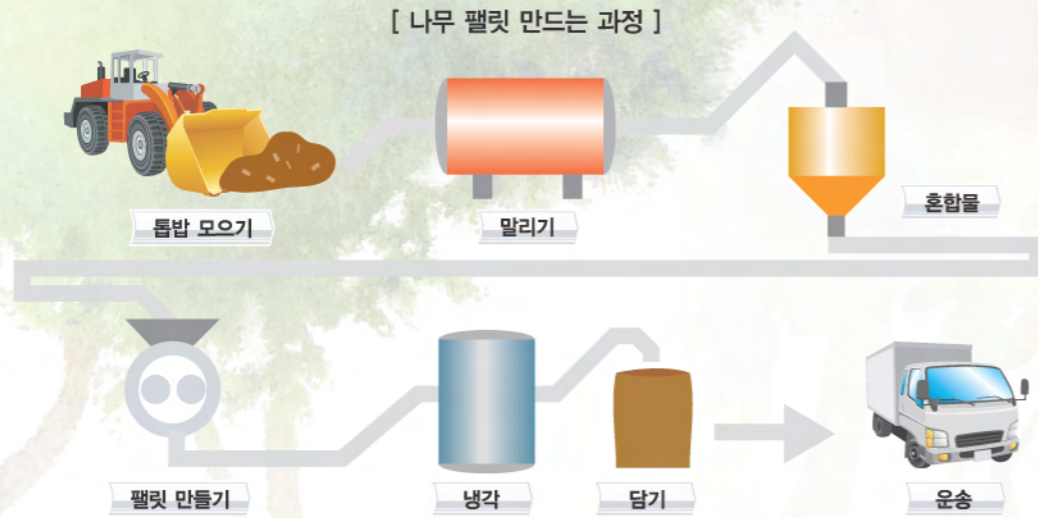 [ 나무 팰릿 만드는 과정 ]
톱밥 모으기
말리기
혼합물
팰릿 만들기
냉각
담기
운송